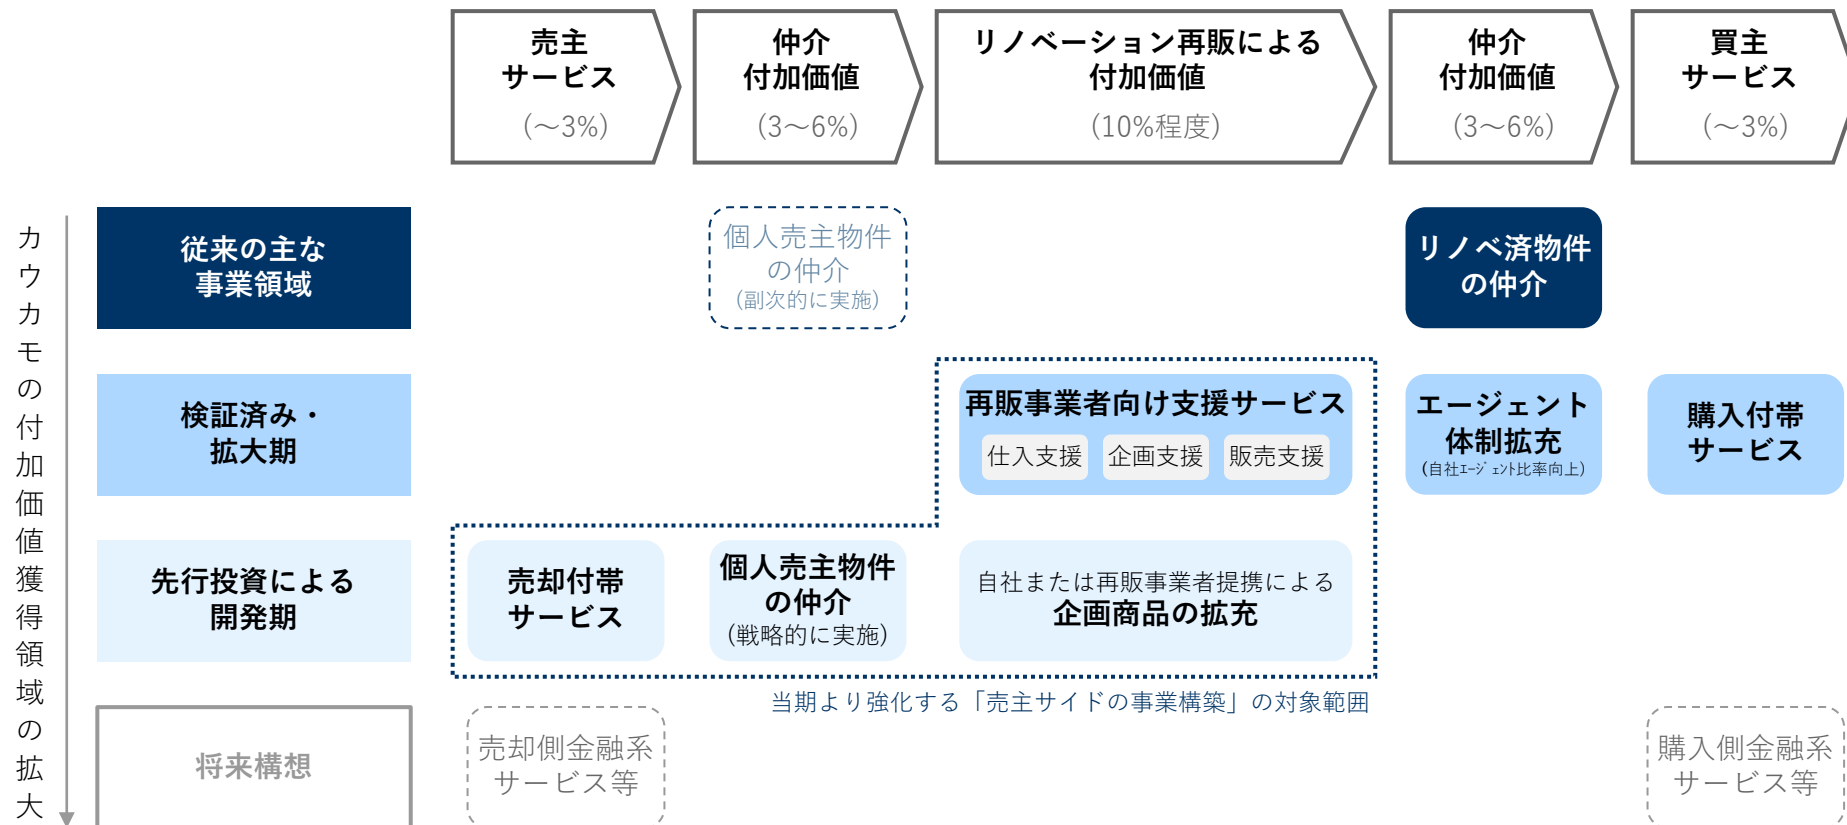 売主
サービス
(～3%)
仲介
付加価値
(3～6%)
リノベーション再販による
付加価値
(10%程度)
仲介
付加価値
(3～6%)
買主
サービス
(～3%)
カウカモの付加価値獲得領域の拡大
従来の主な
事業領域
個人売主物件
の仲介
(副次的に実施)
リノベ済物件
の仲介
検証済み・
拡大期
再販事業者向け支援サービス
仕入支援
企画支援
販売支援
エージェント
体制拡充
(自社ｴｰｼﾞｪﾝﾄ比率向上)
購入付帯
サービス
先行投資による
開発期
売却付帯
サービス
個人売主物件
の仲介
(戦略的に実施)
自社または再販事業者提携による
企画商品の拡充
当期より強化する「売主サイドの事業構築」の対象範囲
将来構想
売却側金融系
サービス等
購入側金融系
サービス等